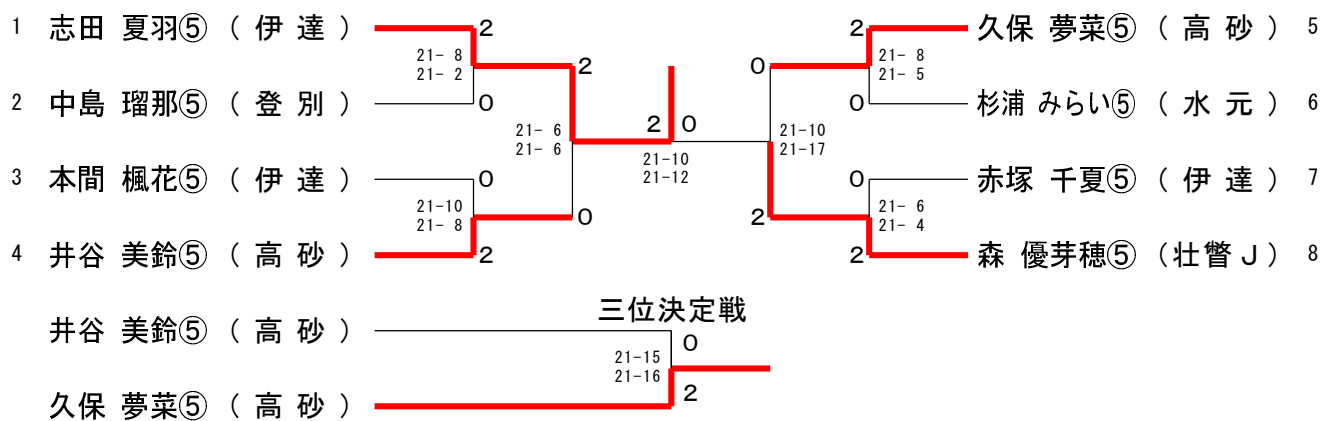 1 志田 夏羽⑤ ( 伊 達 ) 2 2 久保 夢菜⑤ ( 高 砂 ) 5
21- 8 21- 8
21- 2 2 0 21- 5
2 中島 瑠那⑤ ( 登 別 ) 0 0 杉浦 みらい⑤ ( 水 元 ) 6
21- 6 2 0 21-10
21- 6 21-17
21-10
21-12
3 本間 楓花⑤ ( 伊 達 ) 0 0 赤塚 千夏⑤ ( 伊 達 ) 7
21-10 21- 6
21- 8 0 2 21- 4
4 井谷 美鈴⑤ ( 高 砂 ) 2 2 森 優芽穂⑤ (壮瞥J) 8
三位決定戦
井谷 美鈴⑤ ( 高 砂 ) 0
21-15
21-16
久保 夢菜⑤ ( 高 砂 ) 2